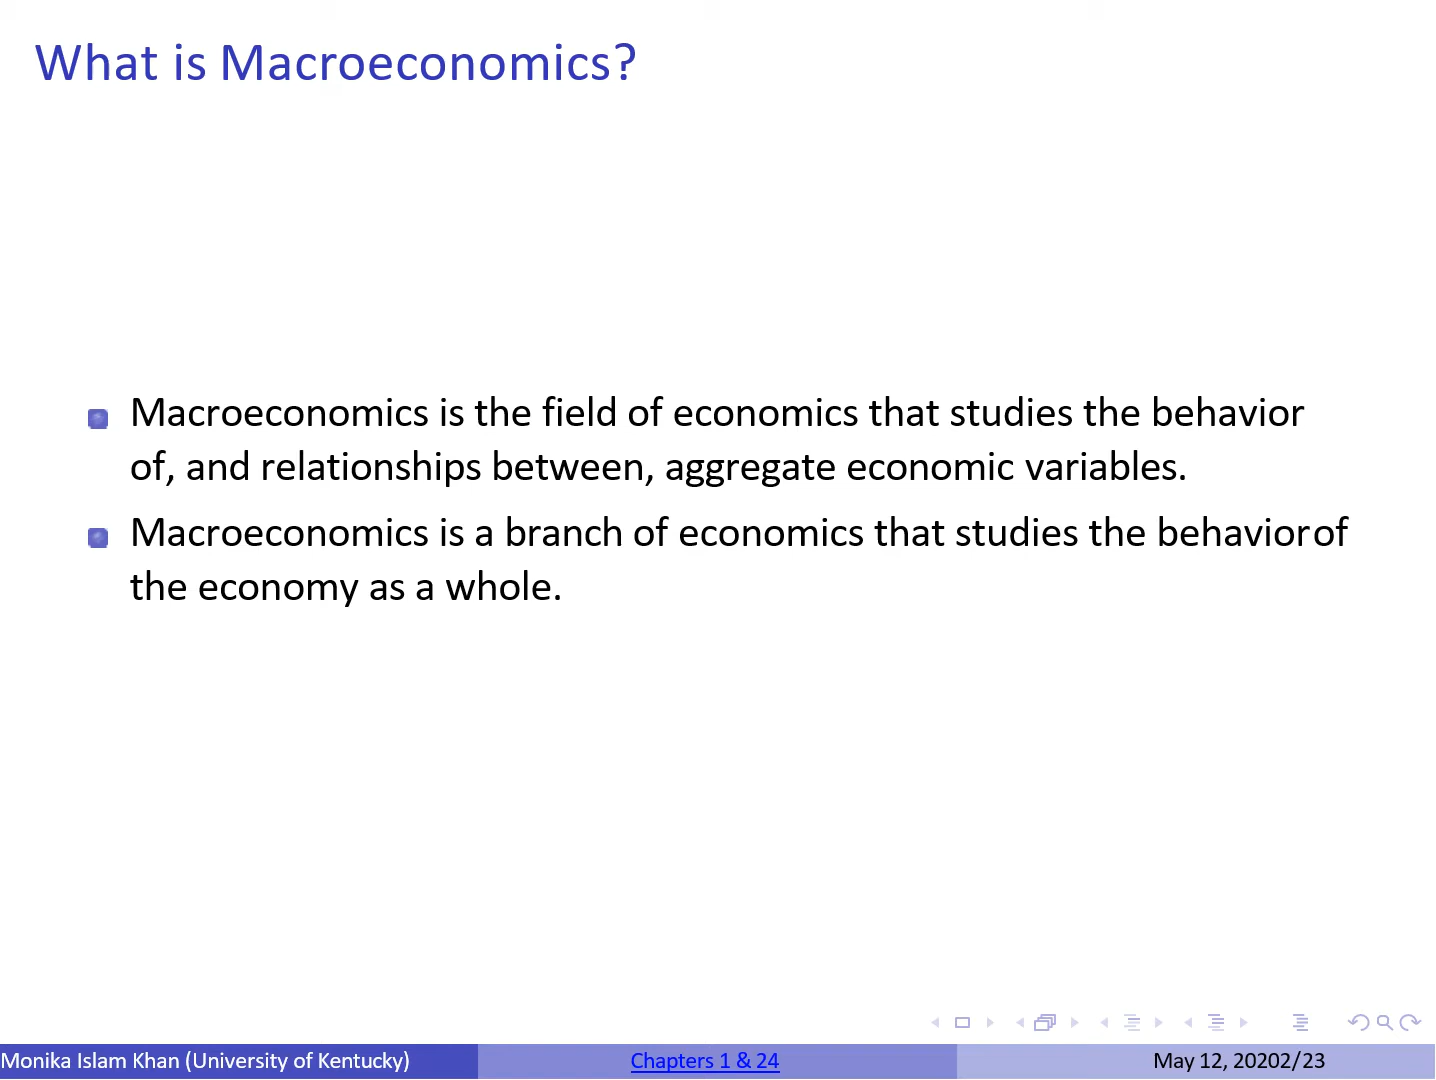 What is Macroeconomics?
Macroeconomics is the field of economics that studies the behavior
of, and relationships between, aggregate economic variables.
Macroeconomics is a branch of economics that studies the behavior of
the economy as a whole.
Monika Islam Khan (University of Kentucky) Chapters 1 & 24 May 12, 20202/23